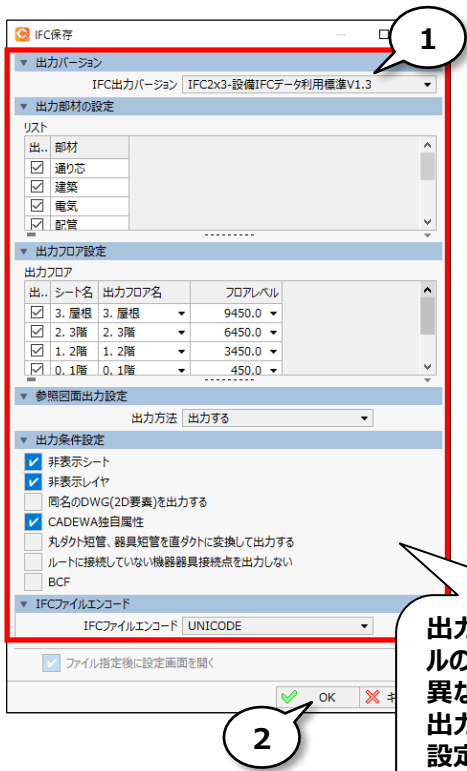 IFC保存
1
出力バージョン
IFC出力バージョン IFC2x3-設備IFCデータ利用標準V1.3
出力部材の設定
リスト
出.. 部材
通り芯
建築
電気
配管
出力フロア設定
出力フロア
出.. シート名 出力フロア名 フロアレベル
3. 屋根 3. 屋根 9450.0
2. 3階 2. 3階 6450.0
1. 2階 1. 2階 3450.0
0. 1階 0. 1階 450.0
参照図面出力設定
出力方法 出力する
出力条件設定
非表示シート
非表示レイヤ
同名のDWG(2D要素)を出力する
CADEWA独自属性
丸ダクト短管、器具短管を直ダクトに変換して出力する
ルートに接続していない機器器具接続点を出力しない
BCF
IFCファイルエンコード
IFCファイルエンコード UNICODE
ファイル指定後に設定画面を開く
OK キ
2
出力
ルの
異な
出力
設定